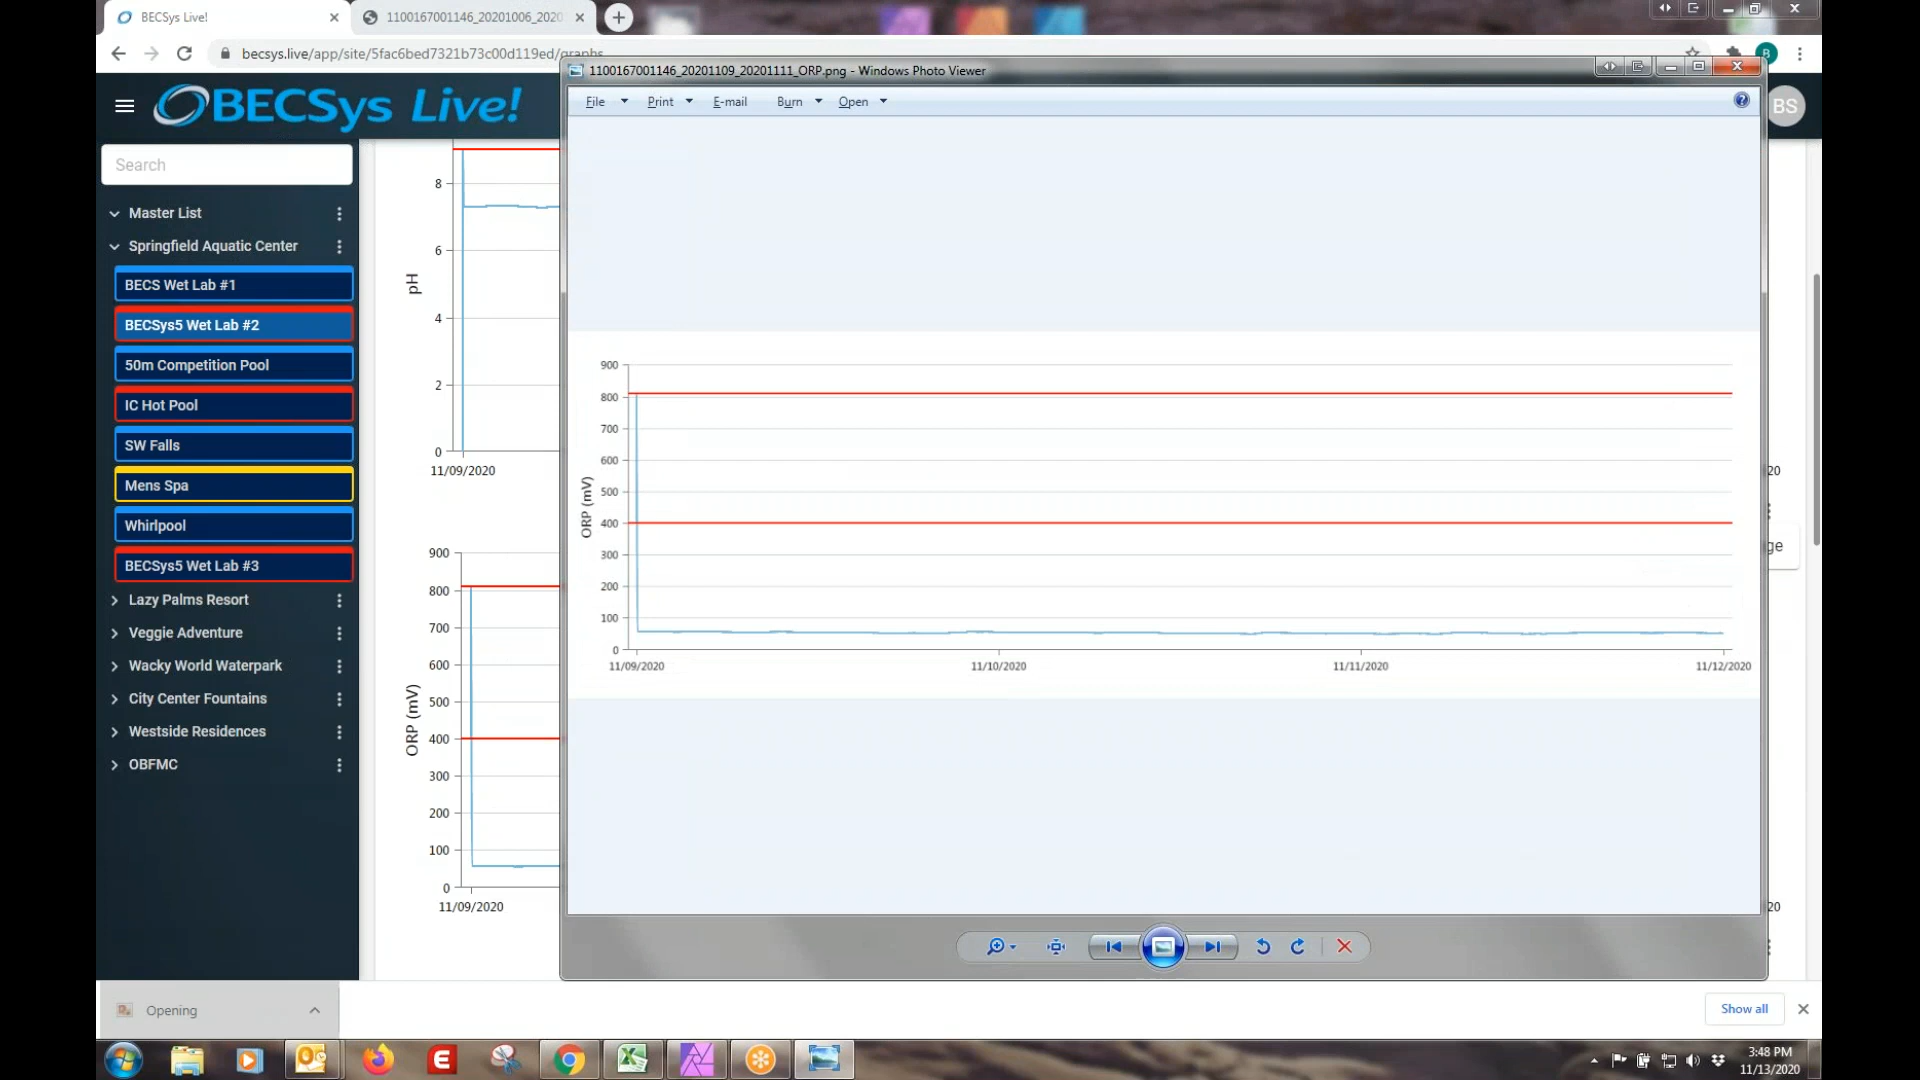 BECSys Live!
1100167001146_20201006_2020
becsys.live/app/site/5fac6bed7321b73c00d119ed/graphs
B
1100167001146_20201109_20201111_ORP.png - Windows Photo Viewer
File
Print
E-mail
Burn
Open
BECSys Live!
BS
Search
Master List
Springfield Aquatic Center
BECS Wet Lab #1
BECSys5 Wet Lab #2
50m Competition Pool
IC Hot Pool
SW Falls
Mens Spa
Whirlpool
BECSys5 Wet Lab #3
Lazy Palms Resort
Veggie Adventure
Wacky World Waterpark
City Center Fountains
Westside Residences
OBFMC
pH
8
6
4
2
0
11/09/2020
ORP (mV)
900
800
700
600
500
400
300
200
100
0
11/09/2020
ORP (mV)
900
800
700
600
500
400
300
200
100
0
11/09/2020
11/10/2020
11/11/2020
11/12/2020
20
ge
20
Opening
Show all
3:48 PM
11/13/2020